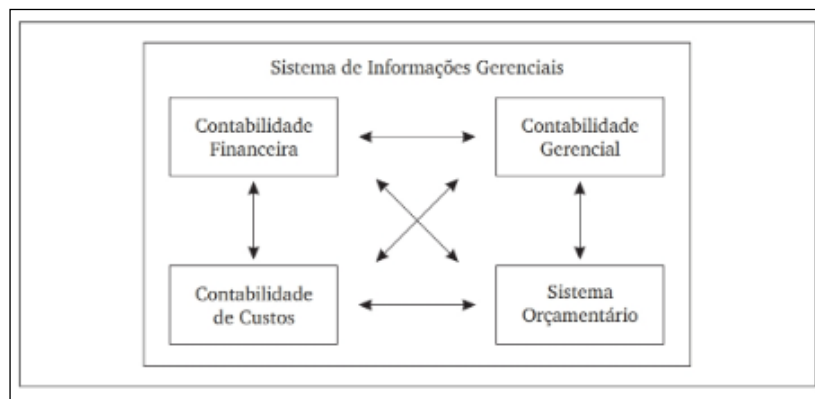 Sistema de Informações Gerenciais
Contabilidade
Financeira
Contabilidade
Gerencial
Contabilidade
de Custos
Sistema
Orçamentário